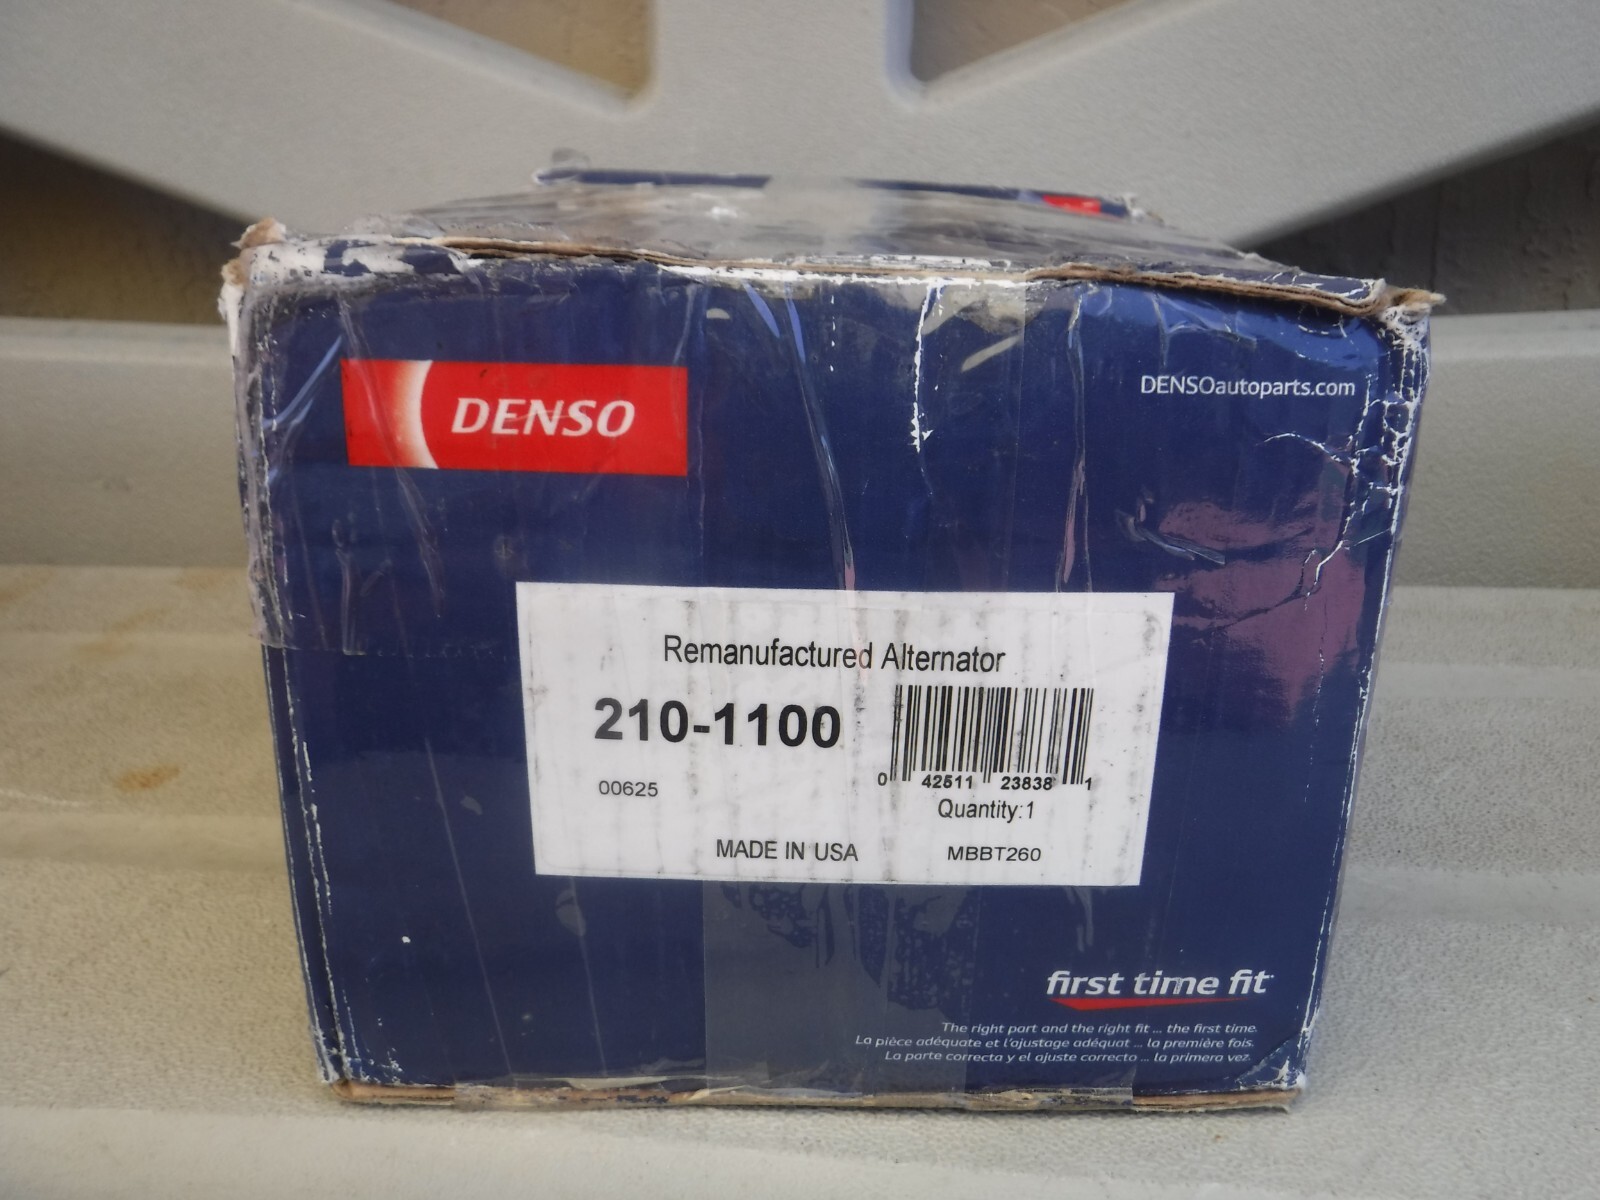 DENSO
DENSOautoparts.com
Remanufactured Alternator
210-1100
0 42511 23838 1
00625
Quantity:1
MADE IN USA
MBBT260
first time fit
The right part and the right fit ... the first time.
La pièce adéquate et l'ajustage adéquat ... la première fois.
La parte correcta y el ajuste correcto ... la primera vez.